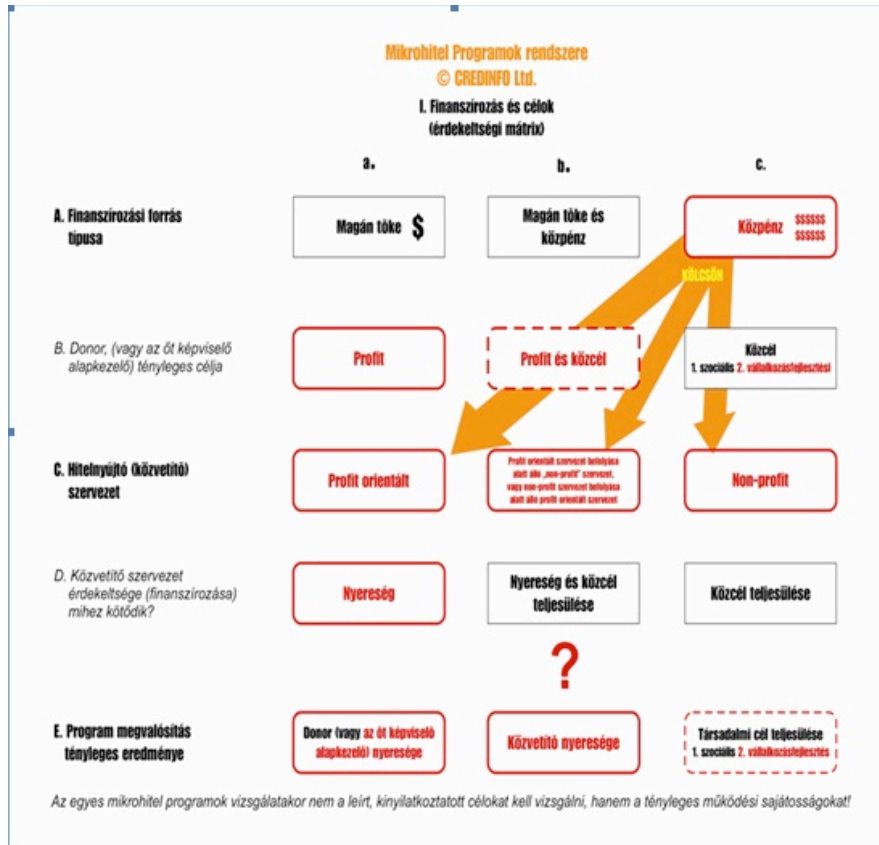 Mikrohitel Programok rendszere
© CREDINFO Ltd.
I. Finanszírozás és célok
(érdekeltségi mátrix)
a.
b.
c.
A. Finanszírozási forrás
típusa
Magán tőke $
Magán tőke és
közpénz
Közpénz
$$$$$$
$$$$$$
KÖLCSÖN
B. Donor, (vagy az őt képviselő
alapkezelő) tényleges célja
Profit
Profit és közcél
Közcél
1. szociális 2. vállalkozásfejlesztési
C. Hitelnyújtó (közvetítő)
szervezet
Profit orientált
Profit orientált szervezet befolyása
alatt álló „non-profit" szervezet,
vagy non-profit szervezet befolyása
alatt álló profit orientált szervezet
Non-profit
D. Közvetítő szervezet
érdekeltsége (finanszírozása)
mihez kötődik?
Nyereség
Nyereség és közcél
teljesülése
Közcél teljesülése
?
E. Program megvalósítás
tényleges eredménye
Donor (vagy az őt képviselő
alapkezelő) nyeresége
Közvetítő nyeresége
Társadalmi cél teljesülése
1. szociális 2. vállalkozásfejlesztés
Az egyes mikrohitel programok vizsgálatakor nem a leírt, kinyilatkoztatott célokat kell vizsgálni, hanem a tényleges működési sajátosságokat!